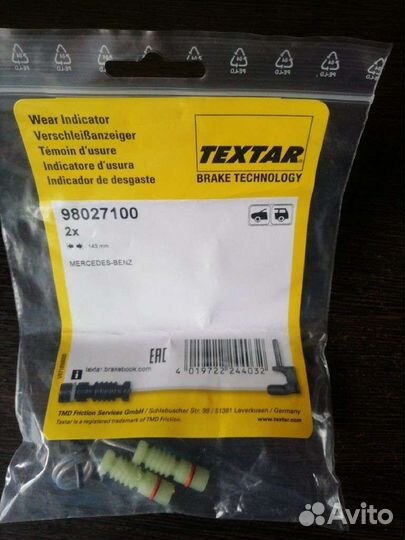 Wear Indicator
Verschleißanzeiger
Témoin d'usure
Indicatore d'usura
Indicador de desgaste
TEXTAR
BRAKE TECHNOLOGY
98027100
2x
143 mm
MERCEDES-BENZ
EAC
i textar brakebook.com
4 019722 244032
TMD Friction Services GmbH / Schlebuscher Str. 99 / 51381 Leverkusen / Germany
Textar is a registered trademark of TMD Friction.
www.textar.com
Avito